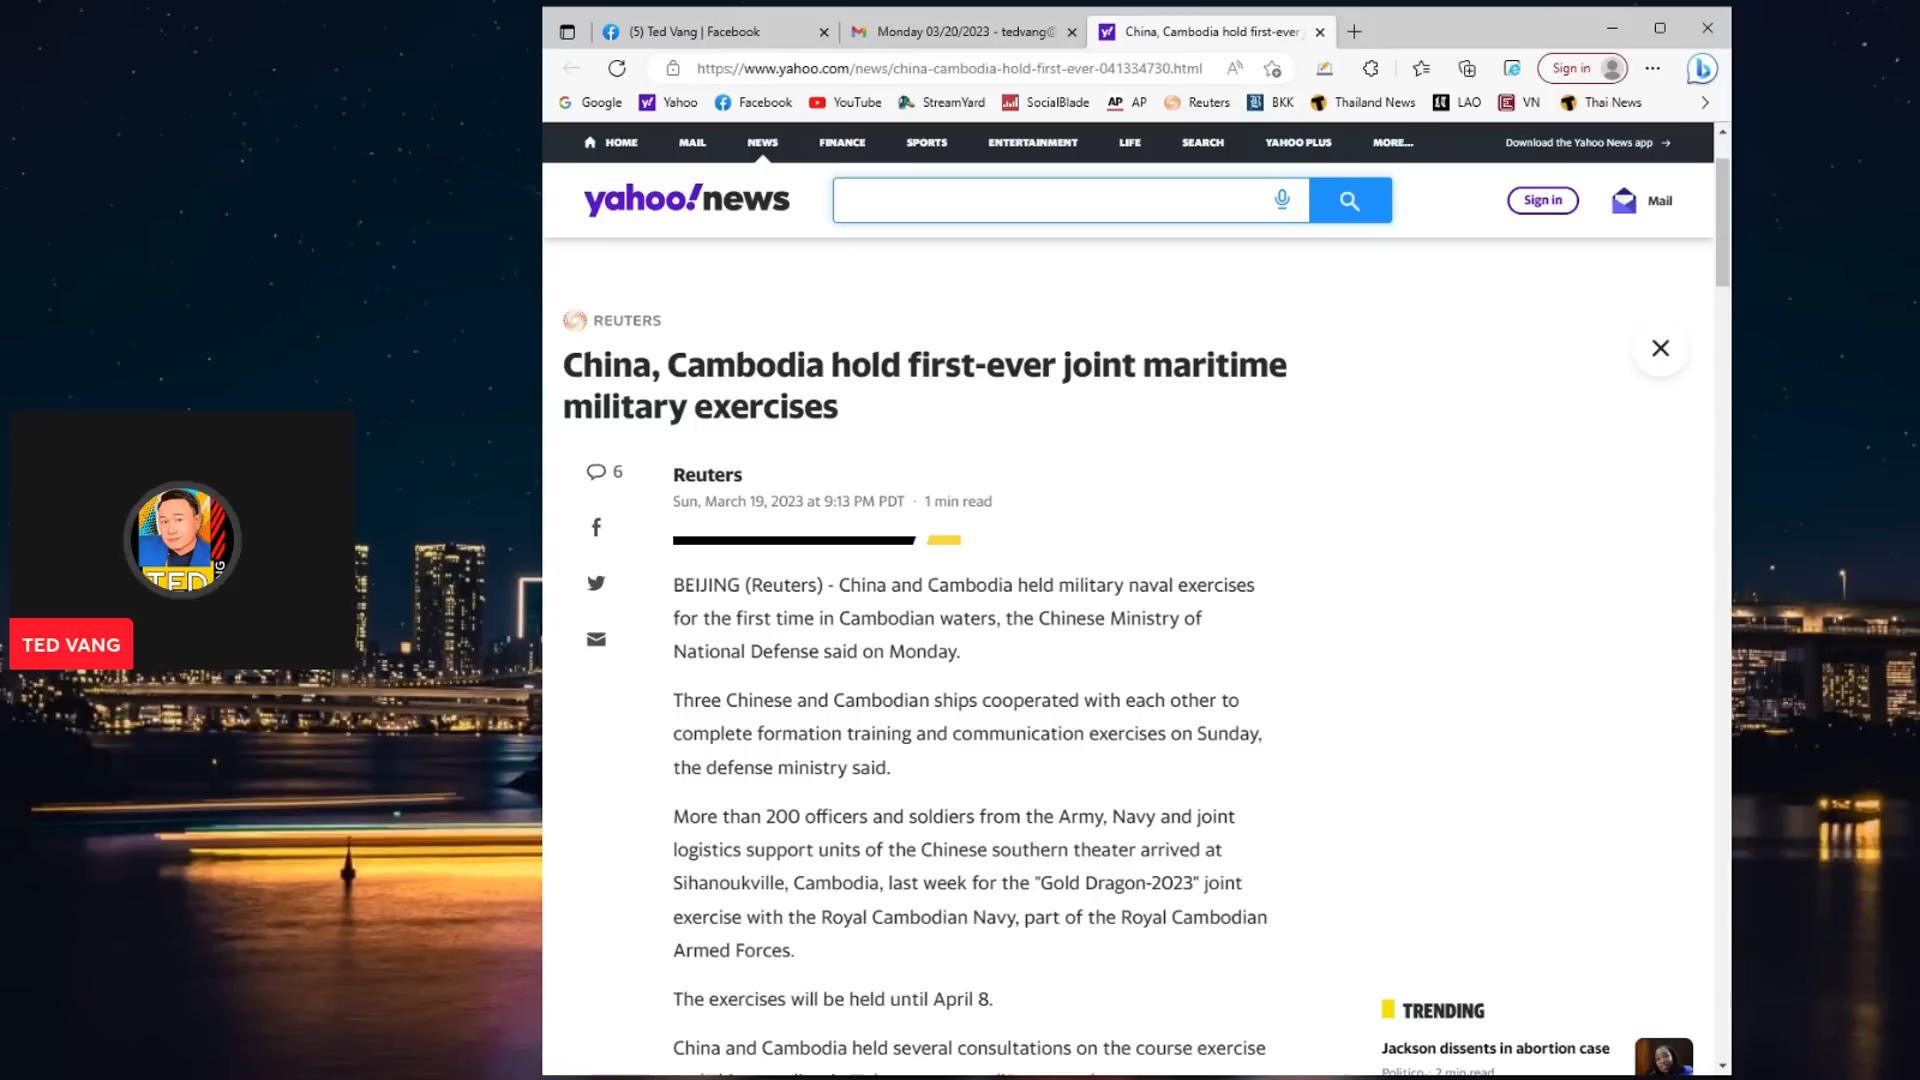 (5) Ted Vang | Facebook
Monday 03/20/2023 - tedvang@
China, Cambodia hold first-ever
https://www.yahoo.com/news/china-cambodia-hold-first-ever-041334730.html
Sign in
Google Yahoo Facebook YouTube StreamYard SocialBlade AP AP Reuters BKK Thailand News LAO VN Thai News
HOME MAIL NEWS FINANCE SPORTS ENTERTAINMENT LIFE SEARCH YAHOO PLUS MORE... Download the Yahoo News app →
yahoo!news
Sign in
Mail
REUTERS
China, Cambodia hold first-ever joint maritime
military exercises
6
Reuters
Sun, March 19, 2023 at 9:13 PM PDT · 1 min read
BEIJING (Reuters) - China and Cambodia held military naval exercises
for the first time in Cambodian waters, the Chinese Ministry of
National Defense said on Monday.
Three Chinese and Cambodian ships cooperated with each other to
complete formation training and communication exercises on Sunday,
the defense ministry said.
More than 200 officers and soldiers from the Army, Navy and joint
logistics support units of the Chinese southern theater arrived at
Sihanoukville, Cambodia, last week for the "Gold Dragon-2023" joint
exercise with the Royal Cambodian Navy, part of the Royal Cambodian
Armed Forces.
The exercises will be held until April 8.
China and Cambodia held several consultations on the course exercise
TRENDING
Jackson dissents in abortion case
Politico · 2 min read
TED
TED VANG